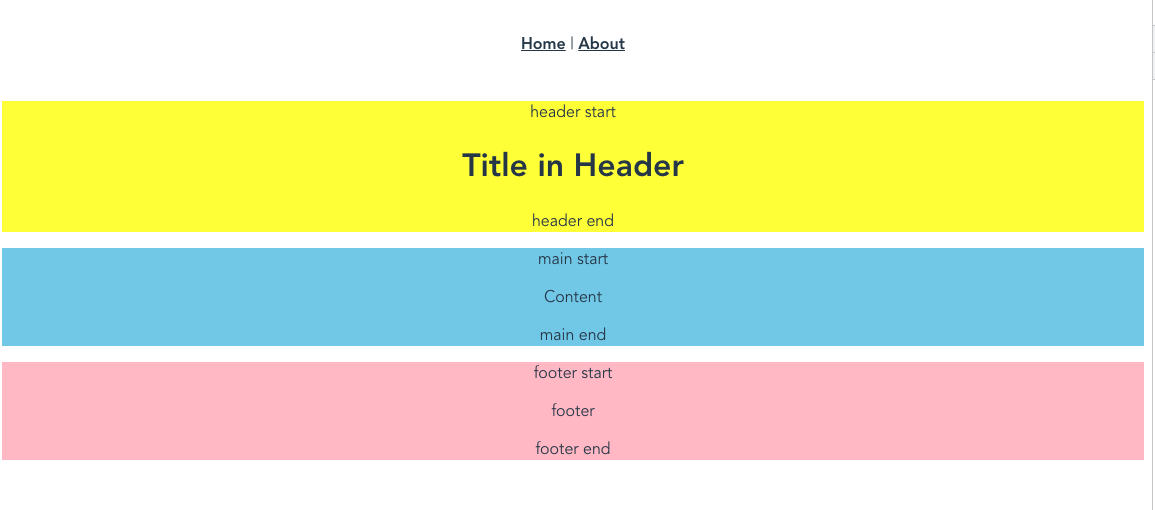 Home | About
header start
Title in Header
header end
main start
Content
main end
footer start
footer
footer end